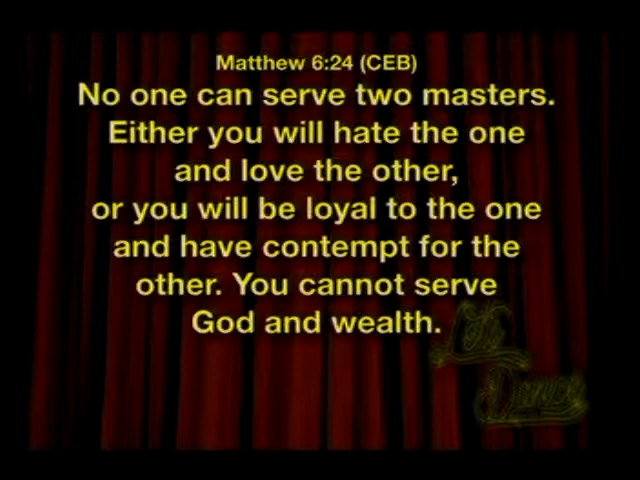 Matthew 6:24 (CEB)
No one can serve two masters.
Either you will hate the one
and love the other,
or you will be loyal to the one
and have contempt for the
other. You cannot serve
God and wealth.
Let's
Dance